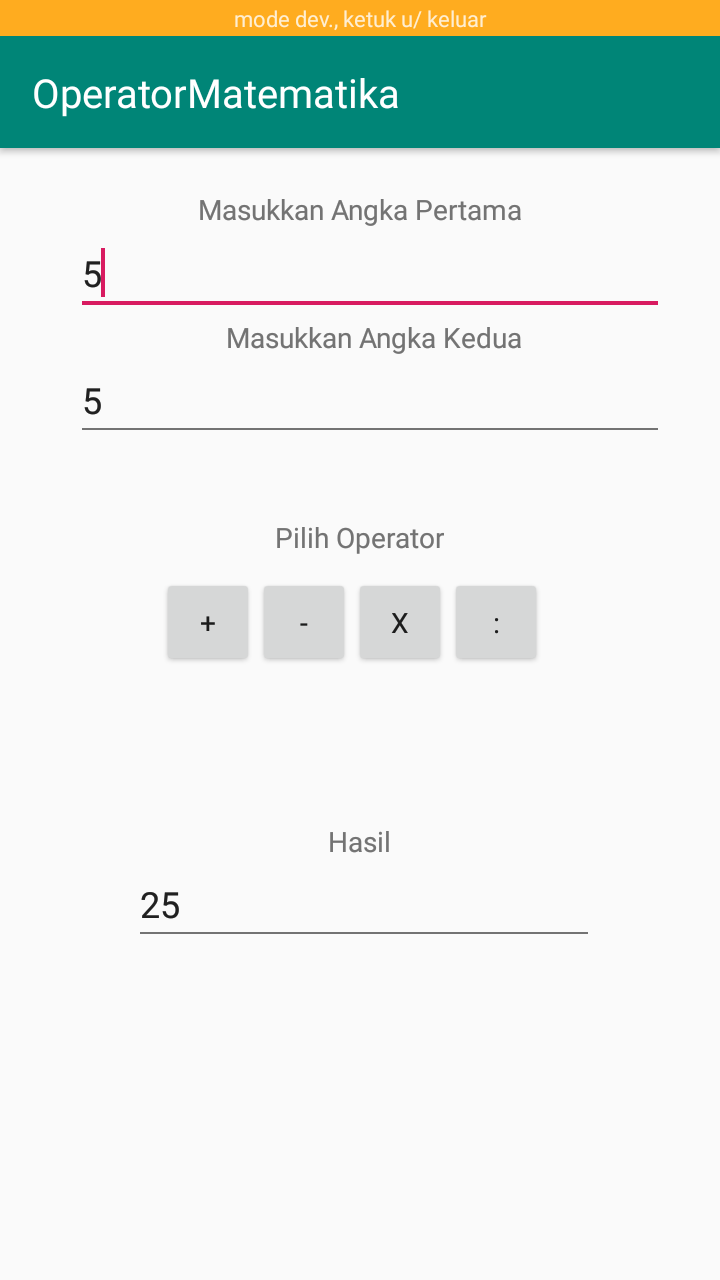 mode dev., ketuk u/ keluar
OperatorMatematika
Masukkan Angka Pertama
5
Masukkan Angka Kedua
5
Pilih Operator
+ - X :
Hasil
25